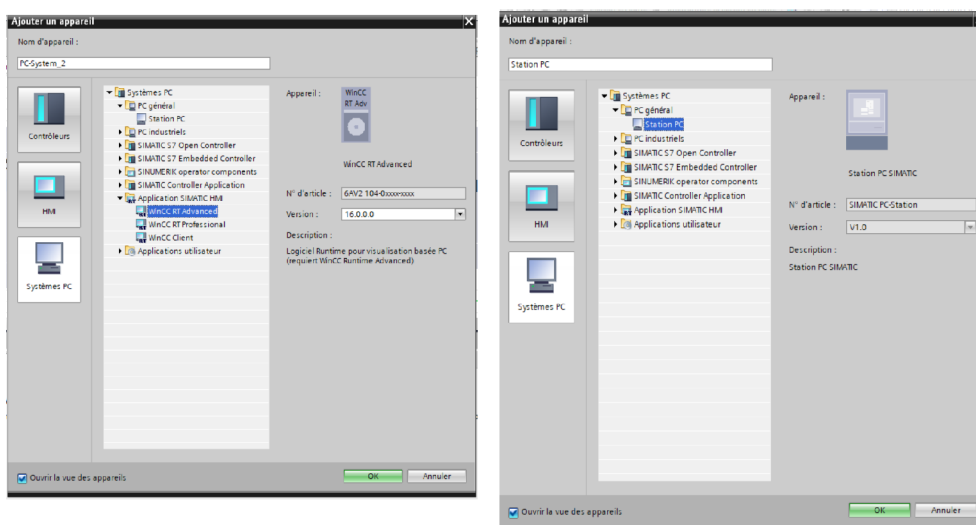 Ajouter un appareil
X
Nom d'appareil :
PC-System_2
Contrôleurs
HMI
Systèmes PC
Systèmes PC
PC général
Station PC
PC industriels
SIMATIC S7 Open Controller
SIMATIC S7 Embedded Controller
SINUMERIK operator components
SIMATIC Controller Application
Application SIMATIC HMI
WinCC RT Advanced
WinCC RT Professional
WinCC Client
Applications utilisateur
Appareil :
WinCC
RT Adv
WinCC RT Advanced
N° d'article : 6AV2 104-0xxxx-xxxx
Version : 16.0.0.0
Description :
Logiciel Runtime pour visualisation basée PC
(requiert WinCC Runtime Advanced)
Ouvrir la vue des appareils
OK
Annuler
Ajouter un appareil
Nom d'appareil :
Station PC
Contrôleurs
HMI
Systèmes PC
Systèmes PC
PC général
Station PC
PC industriels
SIMATIC S7 Open Controller
SIMATIC S7 Embedded Controller
SINUMERIK operator components
SIMATIC Controller Application
Application SIMATIC HMI
Applications utilisateur
Appareil :
Station PC SIMATIC
N° d'article : SIMATIC PC-Station
Version : V1.0
Description :
Station PC SIMATIC
Ouvrir la vue des appareils
OK
Annuler